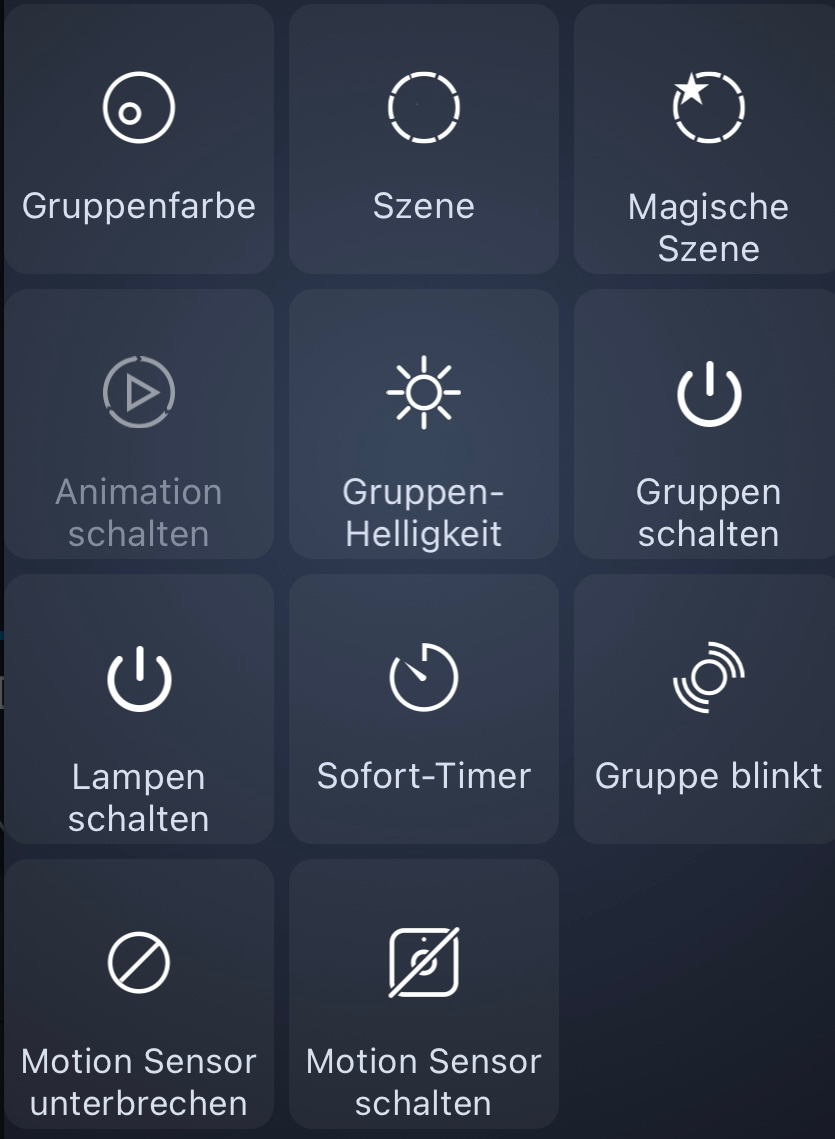 Gruppenfarbe
Szene
Magische
Szene
Animation
schalten
Gruppen-
Helligkeit
Gruppen
schalten
Lampen
schalten
Sofort-Timer
Gruppe blinkt
Motion Sensor
unterbrechen
Motion Sensor
schalten